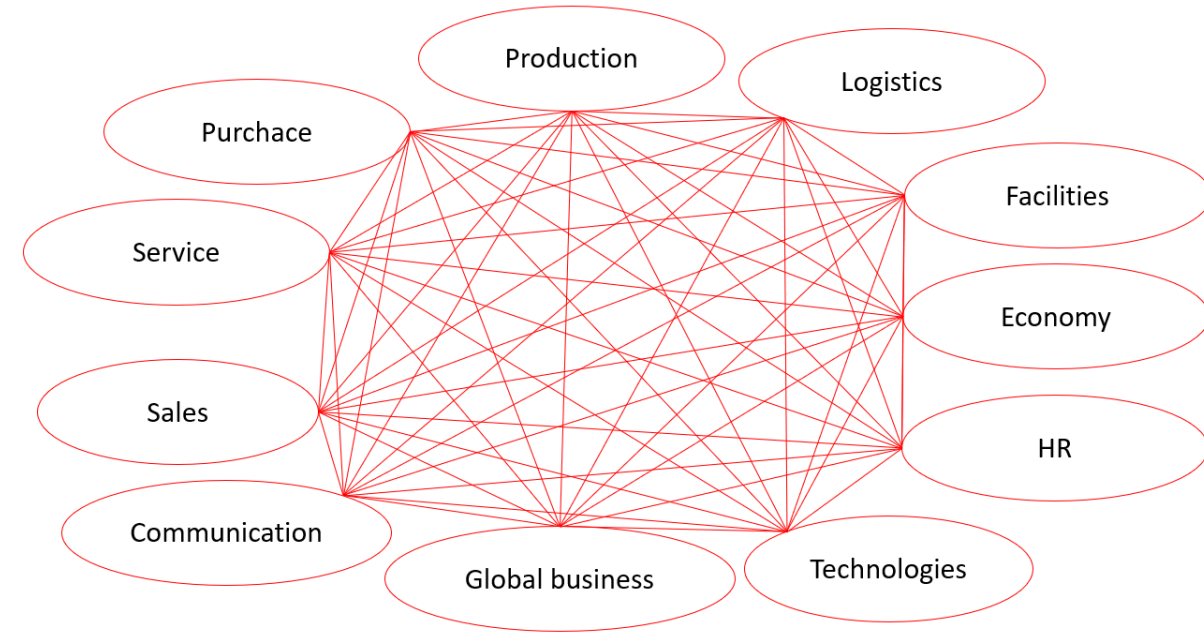 Production
Logistics
Purchace
Facilities
Service
Economy
Sales
HR
Communication
Technologies
Global business